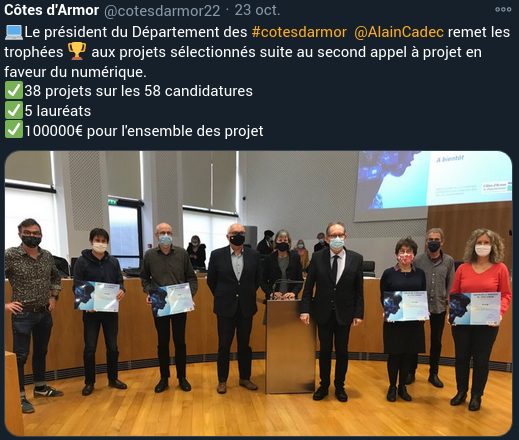 Côtes d'Armor @cotesdarmor22 · 23 oct.
💻Le président du Département des #cotesdarmor @AlainCadec remet les
trophées 🏆 aux projets sélectionnés suite au second appel à projet en
faveur du numérique.
✅38 projets sur les 58 candidatures
✅5 lauréats
✅100000€ pour l'ensemble des projet
A bientôt